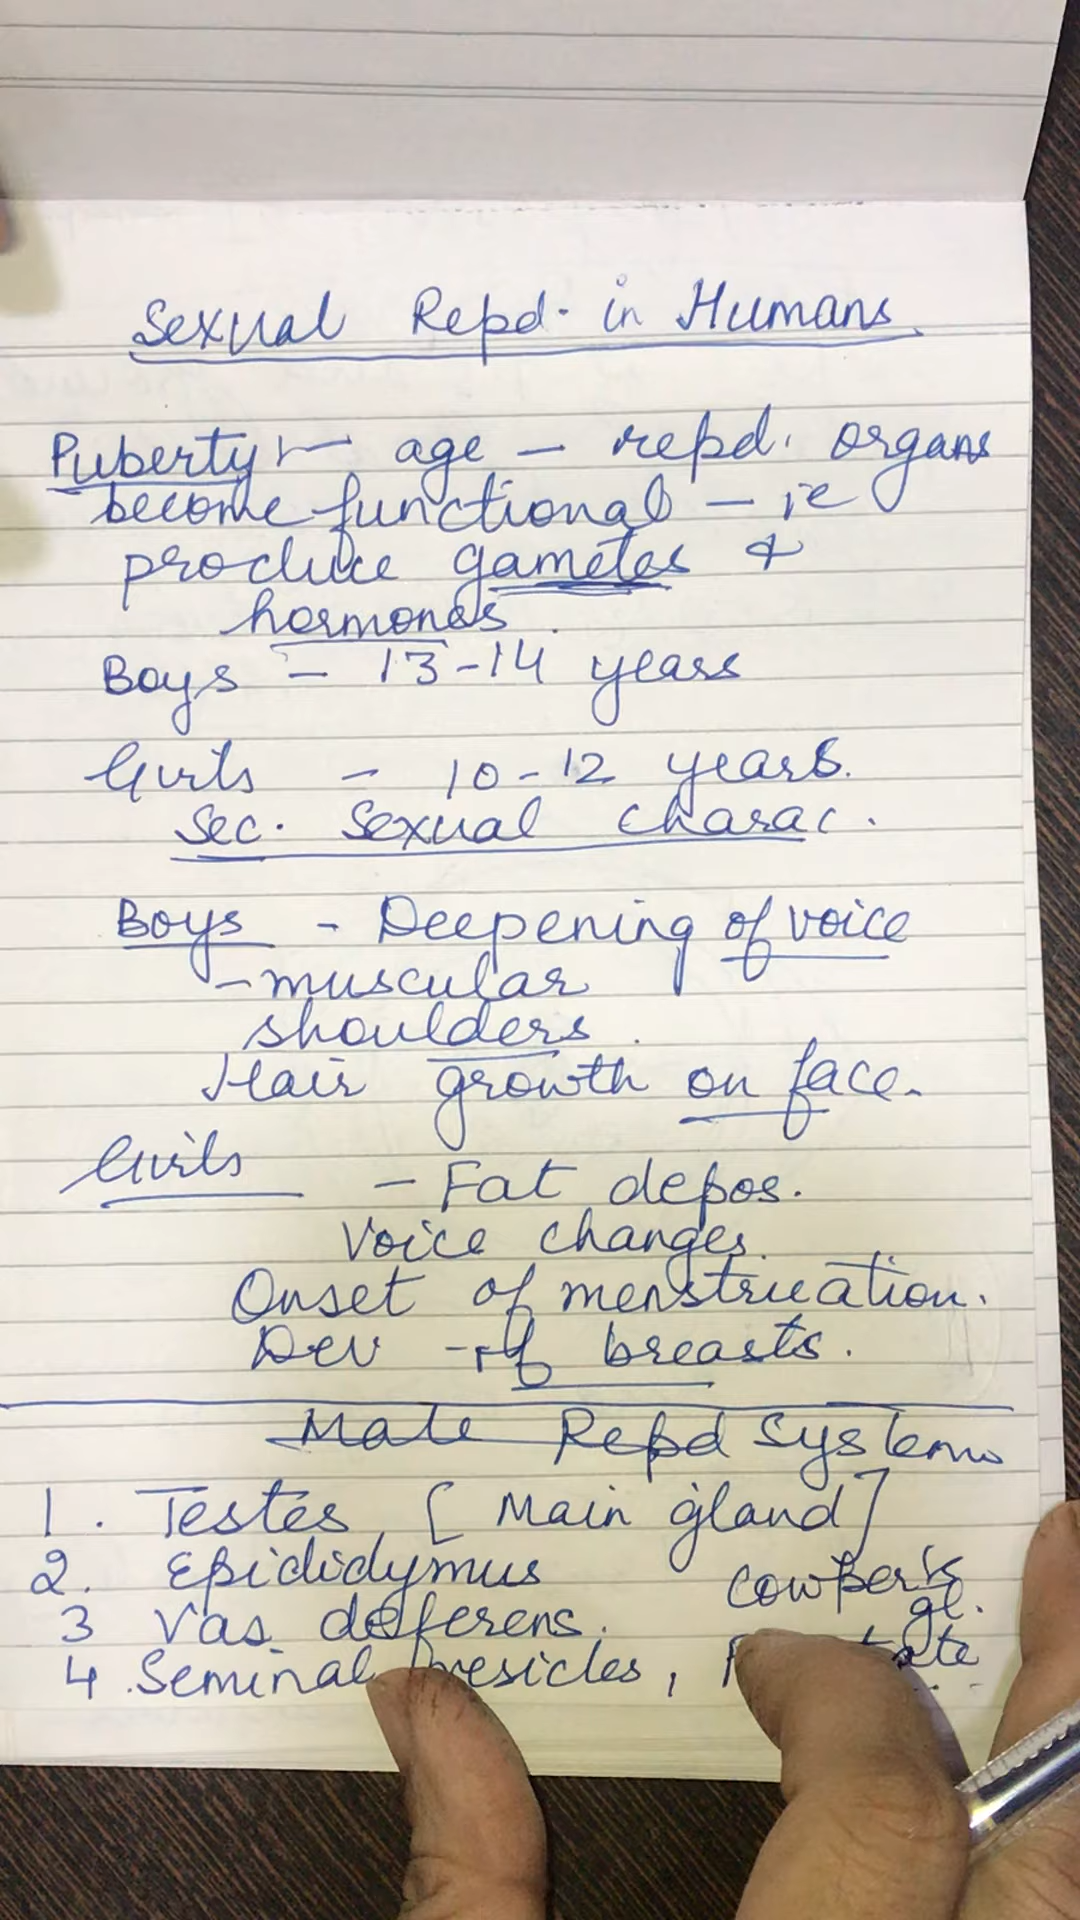 Sexual Repd. in Humans
Puberty :- age - repd. organs
become functional - ie
produce gametes &
hormones.
Boys - 13-14 years
Girls - 10-12 years.
Sec. Sexual charac.
Boys - Deepening of voice
- muscular
shoulders.
Hair growth on face.
Girls - Fat depos.
Voice changes.
Onset of menstruation.
Dev - of breasts.
Male Repd System
1. Testes, [Main gland]
2. Epididymus Cowper's
gl.
3 Vas deferens.
4. Seminal vesicles,